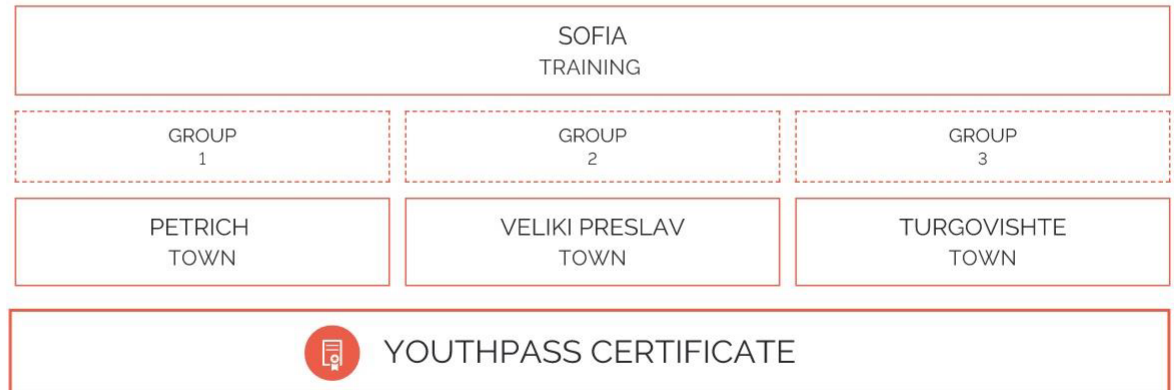 SOFIA
TRAINING
GROUP
1
GROUP
2
GROUP
3
PETRICH
TOWN
VELIKI PRESLAV
TOWN
TURGOVISHTE
TOWN
YOUTHPASS CERTIFICATE